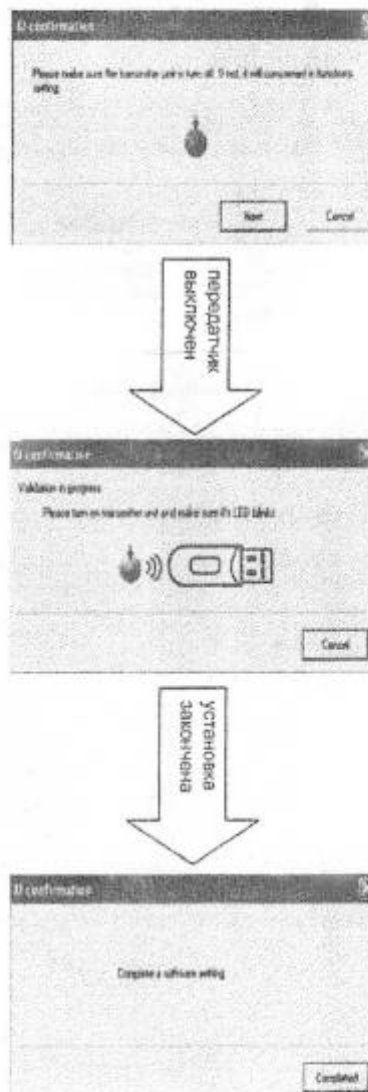 ID confirmation
Please make sure the transmitter unit is turn off. If not, it will concerned in functions
setting.
Next Cancel
передатчик
выключен
ID confirmation
Validation in progress
Please turn on transmitter unit and make sure it's LED blinks
Cancel
установка
закончена
ID confirmation
Complete a software setting
Completed